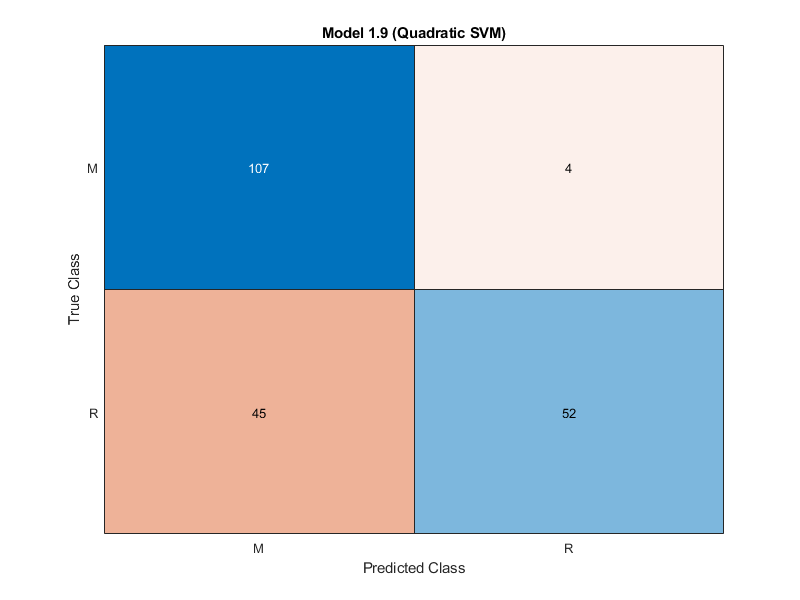 Model 1.9 (Quadratic SVM)
M
107
4
True Class
R
45
52
M
R
Predicted Class